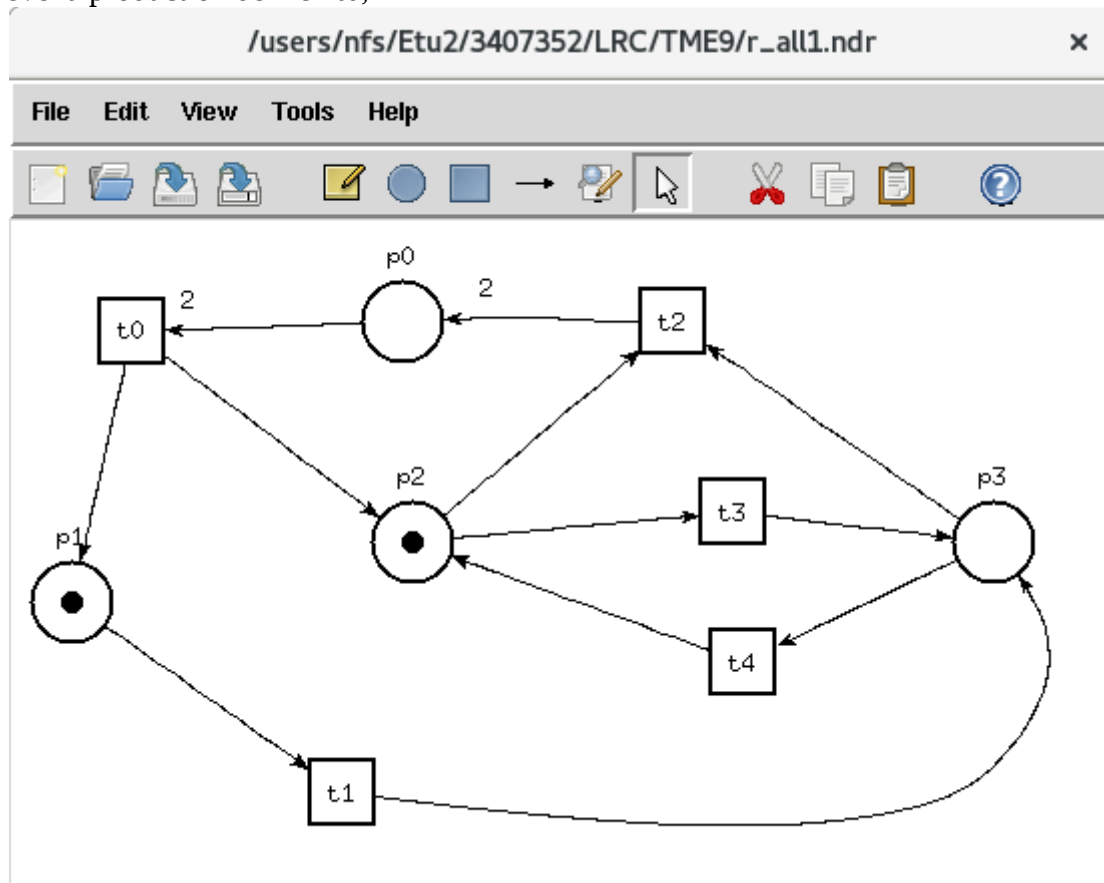 /users/nfs/Etu2/3407352/LRC/TME9/r_all1.ndr ×
File Edit View Tools Help
p0
2
2
t0
t2
p2
p3
t3
p1
t4
t1